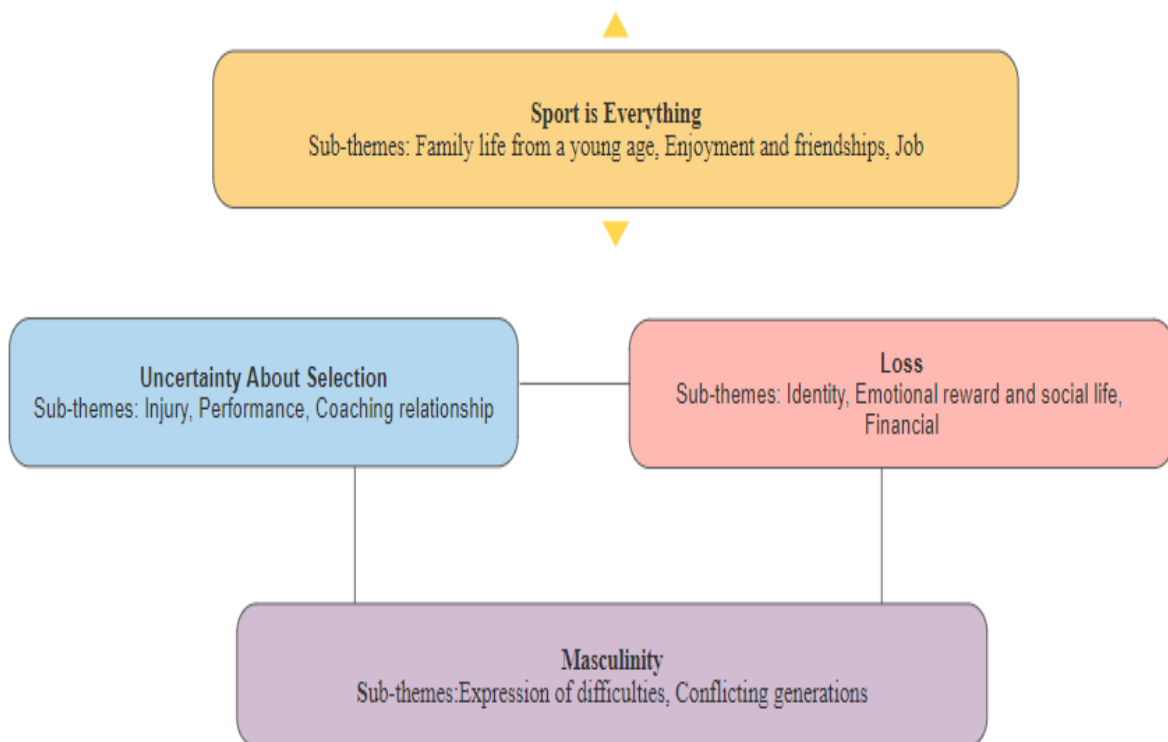 Sport is Everything
Sub-themes: Family life from a young age, Enjoyment and friendships, Job
Uncertainty About Selection
Sub-themes: Injury, Performance, Coaching relationship
Loss
Sub-themes: Identity, Emotional reward and social life,
Financial
Masculinity
Sub-themes:Expression of difficulties, Conflicting generations